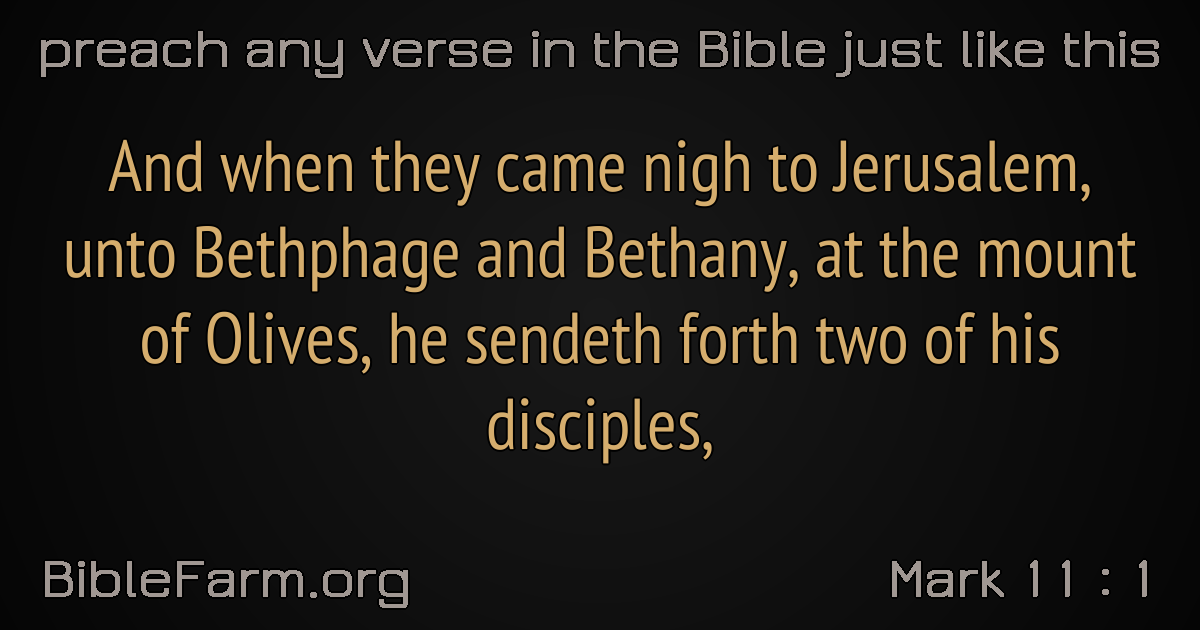 preach any verse in the Bible just like this
And when they came nigh to Jerusalem,
unto Bethphage and Bethany, at the mount
of Olives, he sendeth forth two of his
disciples,
BibleFarm.org
Mark 11 : 1